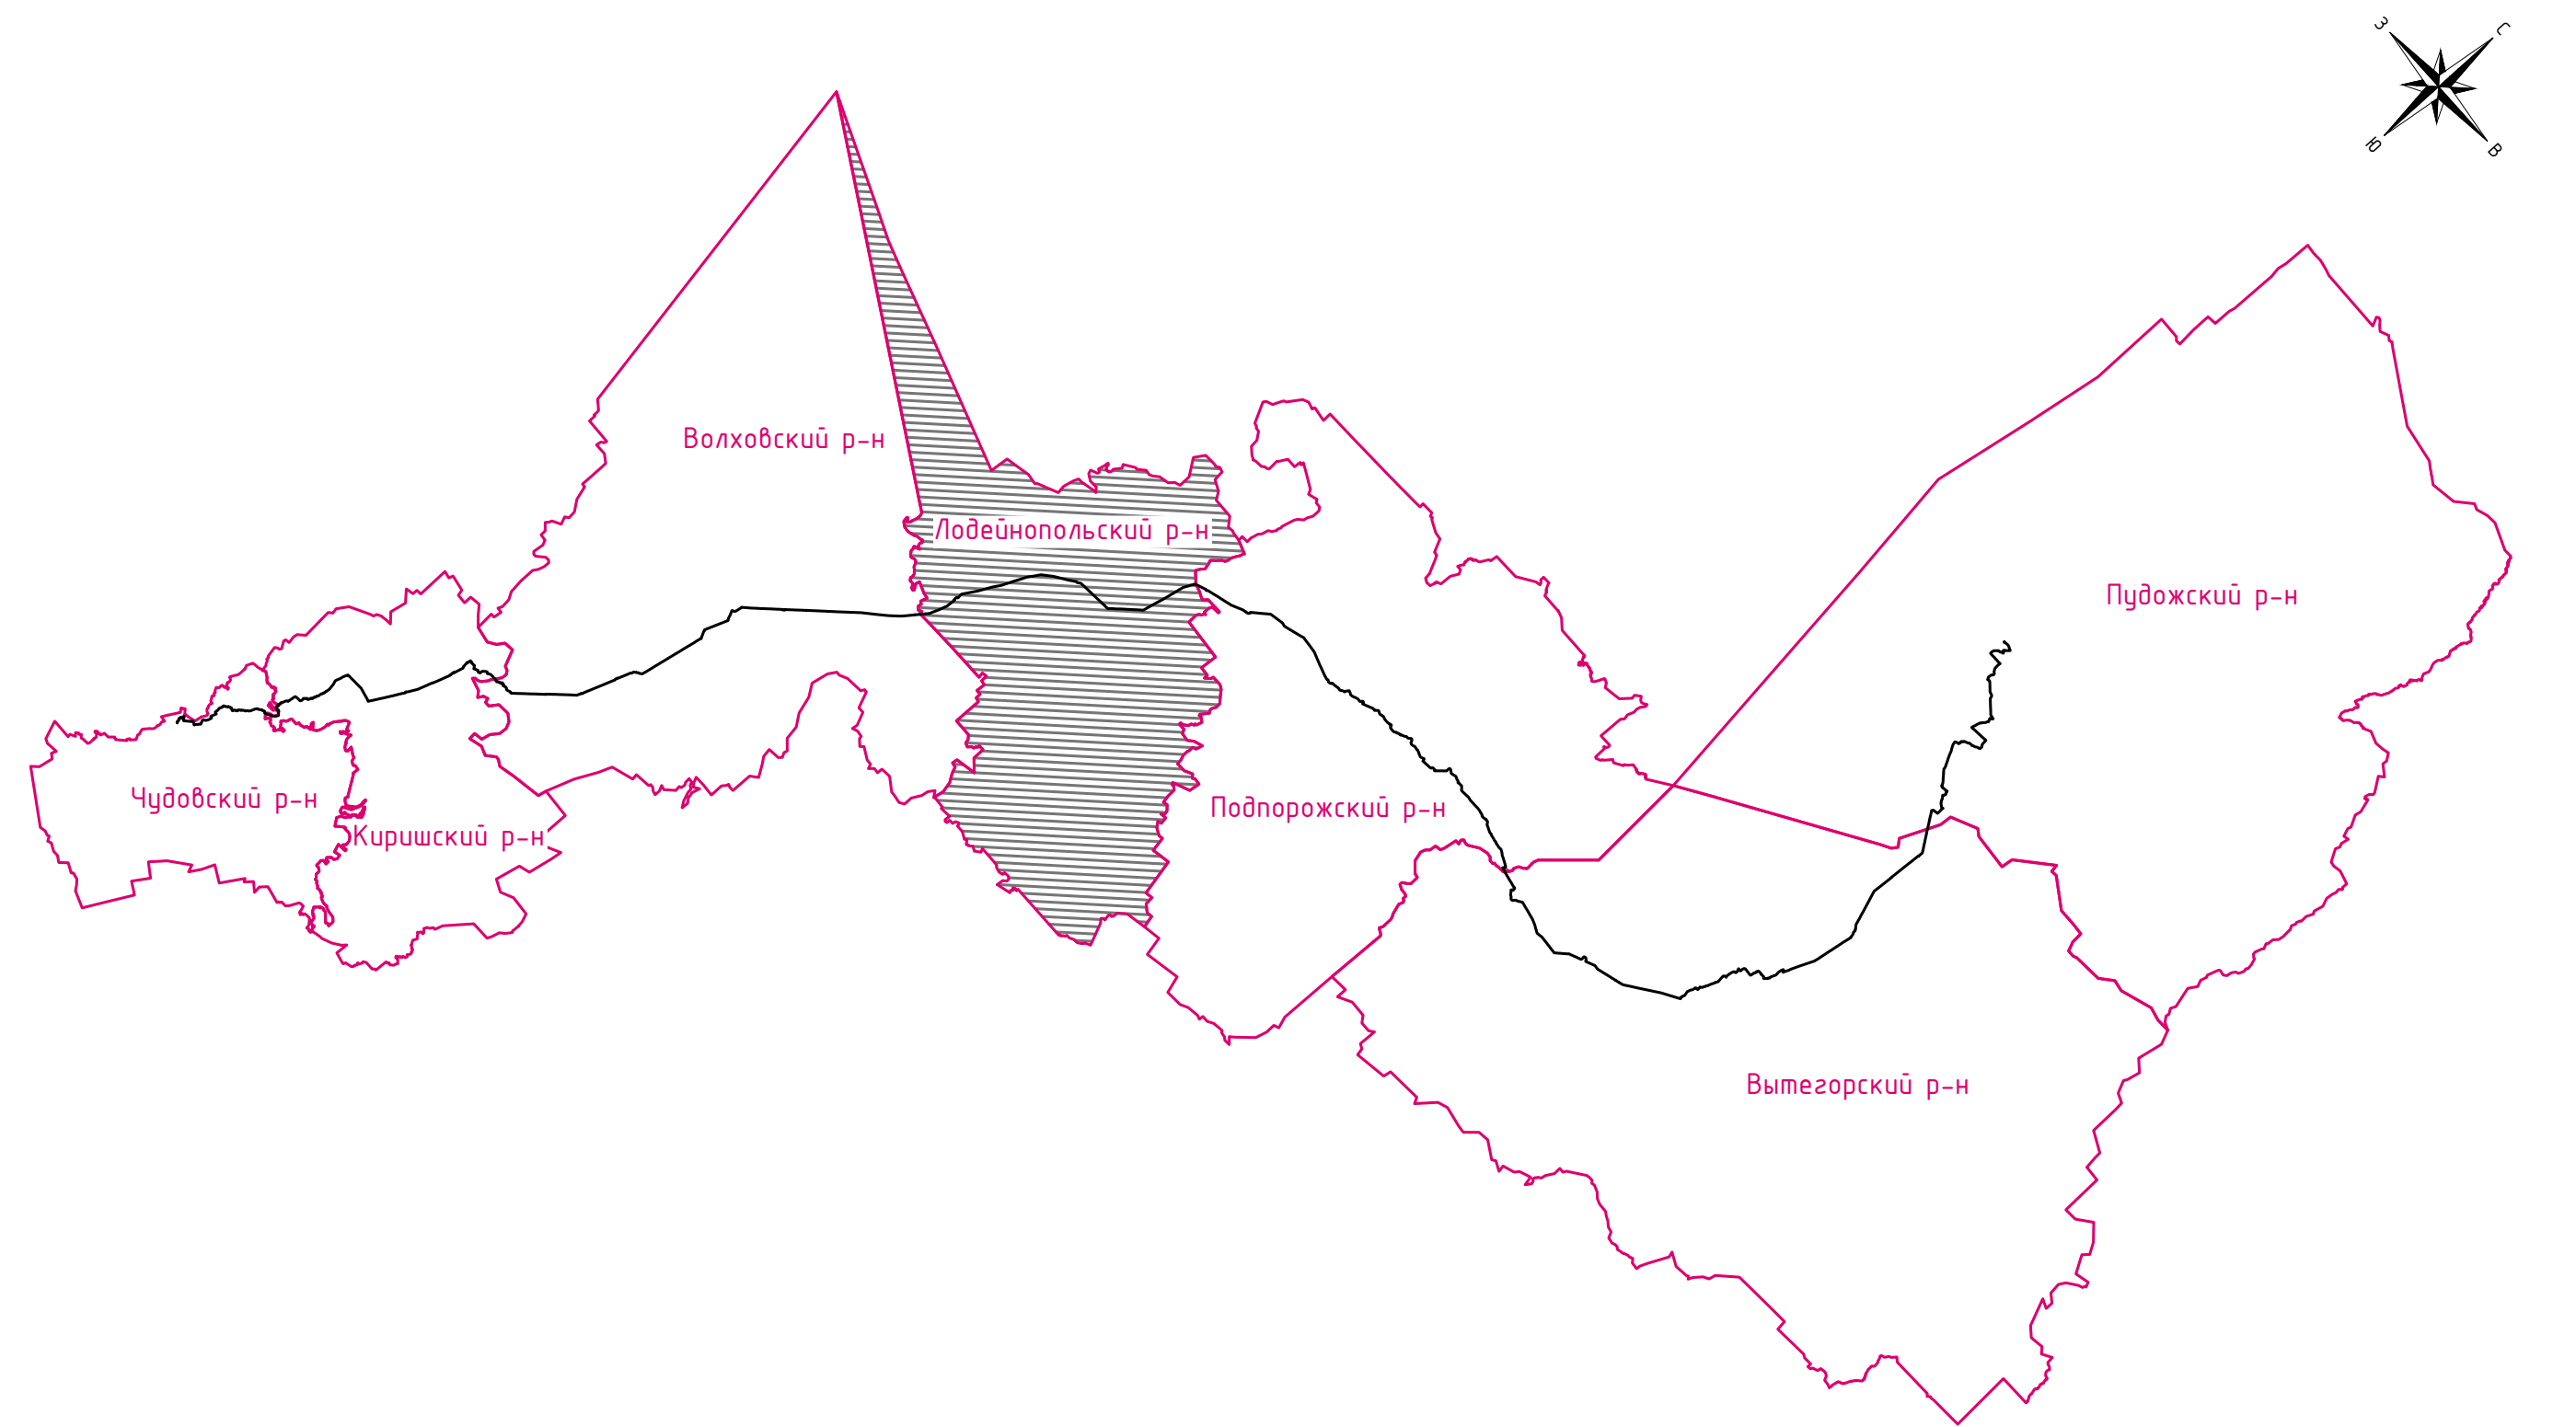 З
С
Ю
В
Волховский р-н
Лодейнопольский р-н
Пудожский р-н
Чудовский р-н
Подпорожский р-н
Киришский р-н
Вытегорский р-н